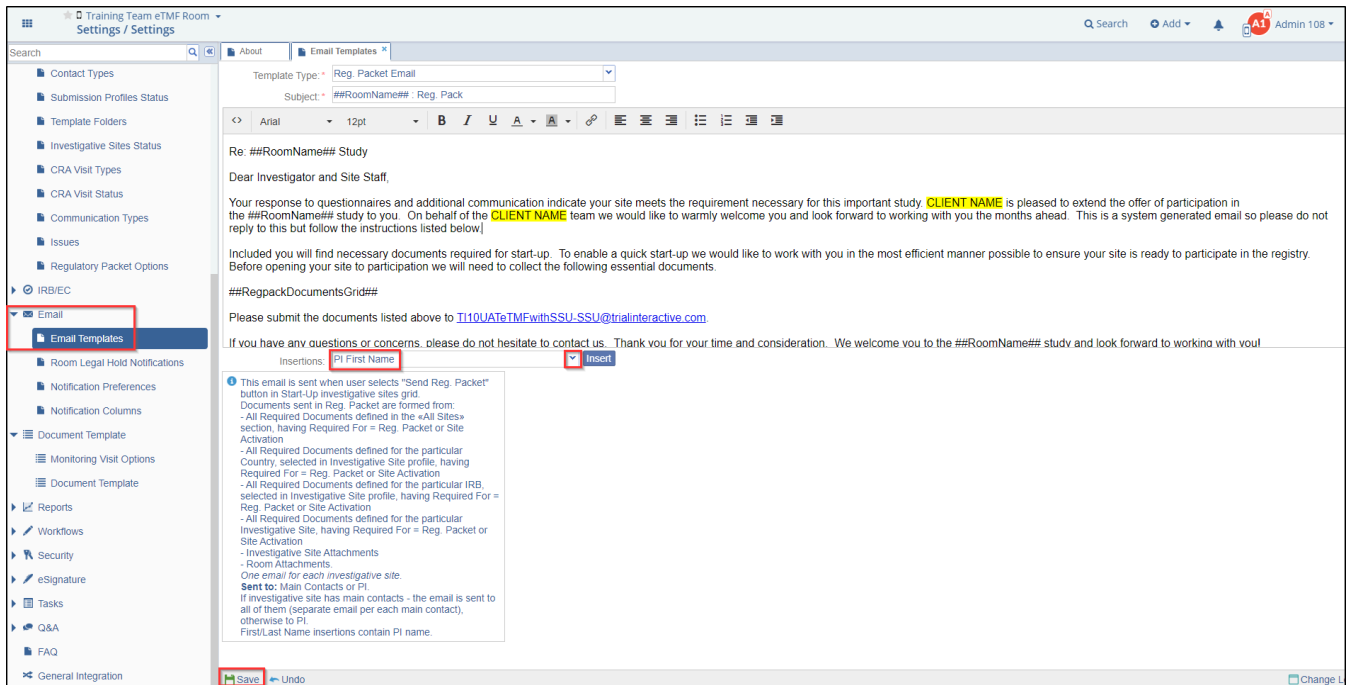 Training Team eTMF Room
Settings / Settings
Search
Add
A
A1
Admin 108
Search
About
Email Templates
Contact Types
Submission Profiles Status
Template Folders
Investigative Sites Status
CRA Visit Types
CRA Visit Status
Communication Types
Issues
Regulatory Packet Options
IRB/EC
Email
Email Templates
Room Legal Hold Notifications
Notification Preferences
Notification Columns
Document Template
Monitoring Visit Options
Document Template
Reports
Workflows
Security
eSignature
Tasks
Q&A
FAQ
General Integration
Template Type:* Reg. Packet Email
Subject:* ##RoomName## : Reg. Pack
<> Arial 12pt B I U A A
Re: ##RoomName## Study
Dear Investigator and Site Staff,
Your response to questionnaires and additional communication indicate your site meets the requirement necessary for this important study. CLIENT NAME is pleased to extend the offer of participation in
the ##RoomName## study to you. On behalf of the CLIENT NAME team we would like to warmly welcome you and look forward to working with you the months ahead. This is a system generated email so please do not
reply to this but follow the instructions listed below.
Included you will find necessary documents required for start-up. To enable a quick start-up we would like to work with you in the most efficient manner possible to ensure your site is ready to participate in the registry.
Before opening your site to participation we will need to collect the following essential documents.
##RegpackDocumentsGrid##
Please submit the documents listed above to TI10UATeTMFwithSSU-SSU@trialinteractive.com.
If you have any questions or concerns, please do not hesitate to contact us. Thank you for your time and consideration. We welcome you to the ##RoomName## study and look forward to working with you!
Insertions: PI First Name Insert
This email is sent when user selects "Send Reg. Packet"
button in Start-Up investigative sites grid.
Documents sent in Reg. Packet are formed from:
- All Required Documents defined in the «All Sites»
section, having Required For = Reg. Packet or Site
Activation
- All Required Documents defined for the particular
Country, selected in Investigative Site profile, having
Required For = Reg. Packet or Site Activation
- All Required Documents defined for the particular IRB,
selected in Investigative Site profile, having Required For =
Reg. Packet or Site Activation
- All Required Documents defined for the particular
Investigative Site, having Required For = Reg. Packet or
Site Activation
- Investigative Site Attachments
- Room Attachments.
One email for each investigative site.
Sent to: Main Contacts or PI.
If investigative site has main contacts - the email is sent to
all of them (separate email per each main contact),
otherwise to PI.
First/Last Name insertions contain PI name.
Save Undo
Change L